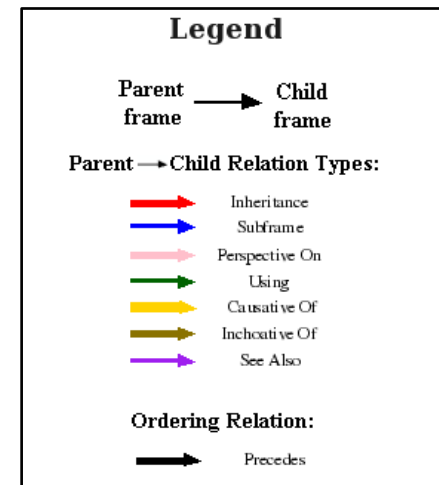 Legend
Parent Child
frame frame
Parent → Child Relation Types:
Inheritance
Subframe
Perspective On
Using
Causative Of
Inchoative Of
See Also
Ordering Relation:
Precedes